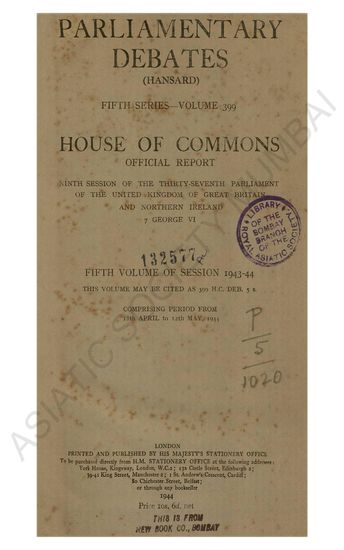 PARLIAMENTARY
DEBATES
(HANSARD)
FIFTH SERIES—VOLUME 399
HOUSE OF COMMONS
OFFICIAL REPORT
NINTH SESSION OF THE THIRTY-SEVENTH PARLIAMENT
OF THE UNITED KINGDOM OF GREAT BRITAIN
AND NORTHERN IRELAND
7 GEORGE VI
LIBRARY
OF THE
BOMBAY
BRANCH
OF THE
ROYAL ASIATIC SOCIETY
132577
FIFTH VOLUME OF SESSION 1943-44
THIS VOLUME MAY BE CITED AS 399 H.C. DEB. 5 s.
COMPRISING PERIOD FROM
18th APRIL to 12th MAY, 1944
P
5
1020
LONDON
PRINTED AND PUBLISHED BY HIS MAJESTY'S STATIONERY OFFICE
To be purchased directly from H.M. STATIONERY OFFICE at the following addresses:
York House, Kingsway, London, W.C.2; 13a Castle Street, Edinburgh 2;
39-41 King Street, Manchester 2; 1 St. Andrew's Crescent, Cardiff;
80 Chichester Street, Belfast;
or through any bookseller
1944
Price 10s. 6d. net
THIS IS FROM
NEW BOOK CO., BOMBAY
ASIATIC SOCIETY MUMBAI